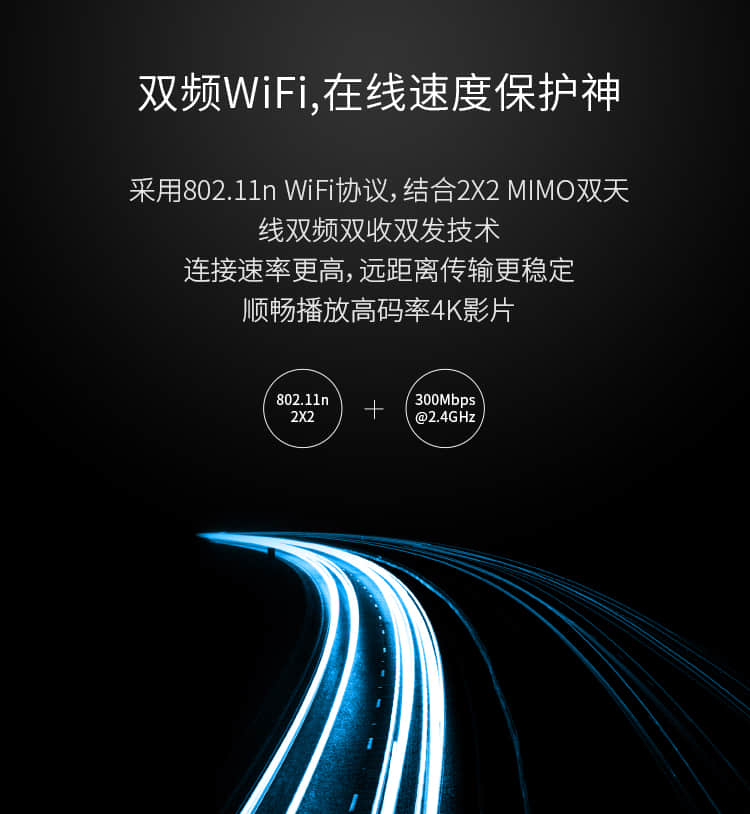 双频WiFi,在线速度保护神
采用802.11n WiFi协议,结合2X2 MIMO双天
线双频双收双发技术
连接速率更高,远距离传输更稳定
顺畅播放高码率4K影片
802.11n
2X2
+
300Mbps
@2.4GHz